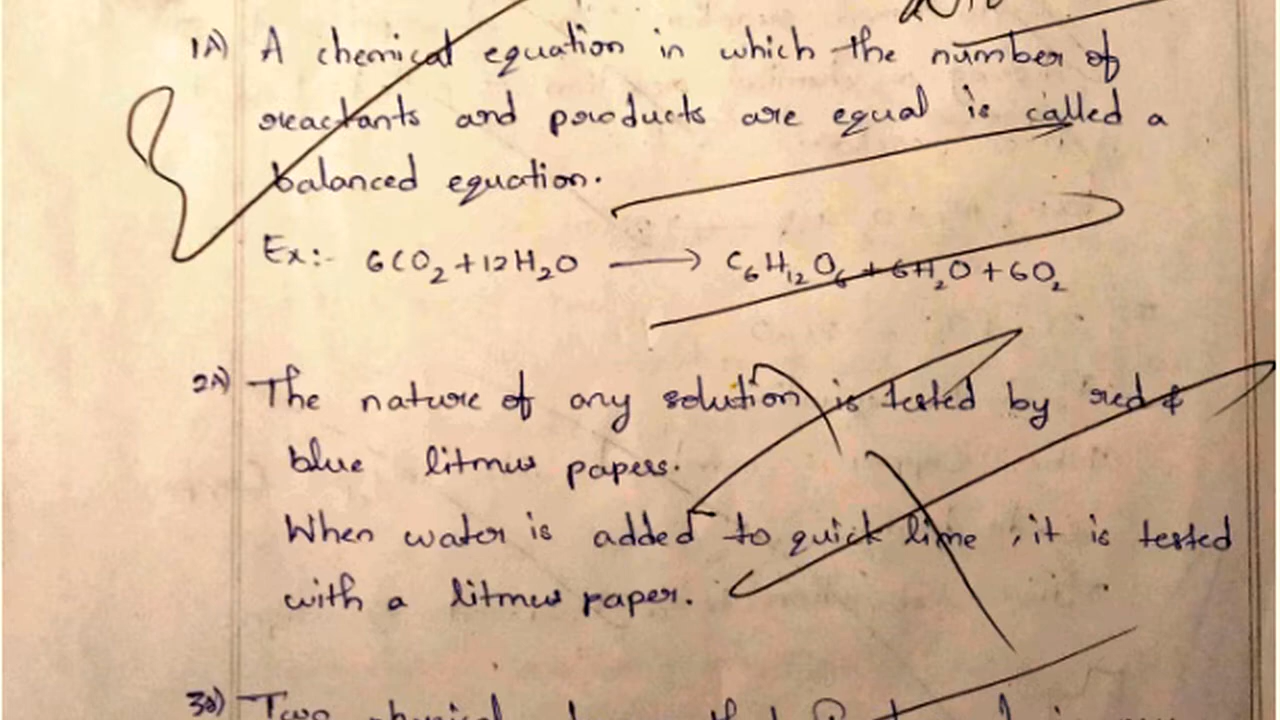 1A) A chemical equation in which the number of
reactants and products are equal is called a
balanced equation.
Ex:- 6CO₂ + 12H₂O ⟶ C₆H₁₂O₆ + 6H₂O + 6O₂
2A) The nature of any solution is tested by red &
blue litmus papers.
When water is added to quick lime ; it is tested
with a litmus paper.
3a) Two